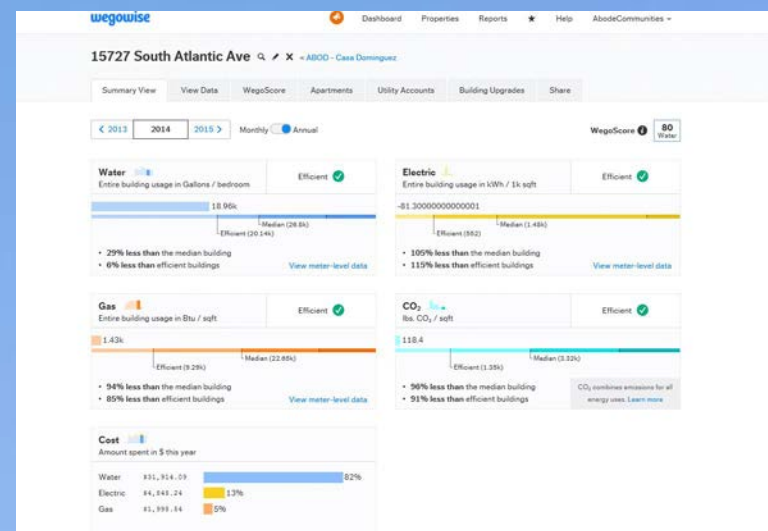 wegowise
Dashboard Properties Reports ★ Help AbodeCommunities
15727 South Atlantic Ave
« ABOD - Casa Dominguez
Summary View View Data WegoScore Apartments Utility Accounts Building Upgrades Share
2013 2014 2015 Monthly Annual
WegoScore 80
Water
Water
Efficient
Entire building usage in Gallons / bedroom
18.96k
Median (26.8k)
Efficient (20.14k)
• 29% less than the median building
• 6% less than efficient buildings
View meter-level data
Electric
Efficient
Entire building usage in kWh / 1k sqft
-81.30000000000001
Median (1.48k)
Efficient (552)
• 105% less than the median building
• 115% less than efficient buildings
View meter-level data
Gas
Efficient
Entire building usage in Btu / sqft
1.43k
Median (22.65k)
Efficient (9.29k)
• 94% less than the median building
• 85% less than efficient buildings
View meter-level data
CO₂
Efficient
lbs. CO₂ / sqft
118.4
Median (3.32k)
Efficient (1.35k)
• 96% less than the median building
• 91% less than efficient buildings
CO₂ combines emissions for all
energy uses. Learn more
Cost
Amount spent in $ this year
Water $31,914.09 82%
Electric 13%
Gas 5%